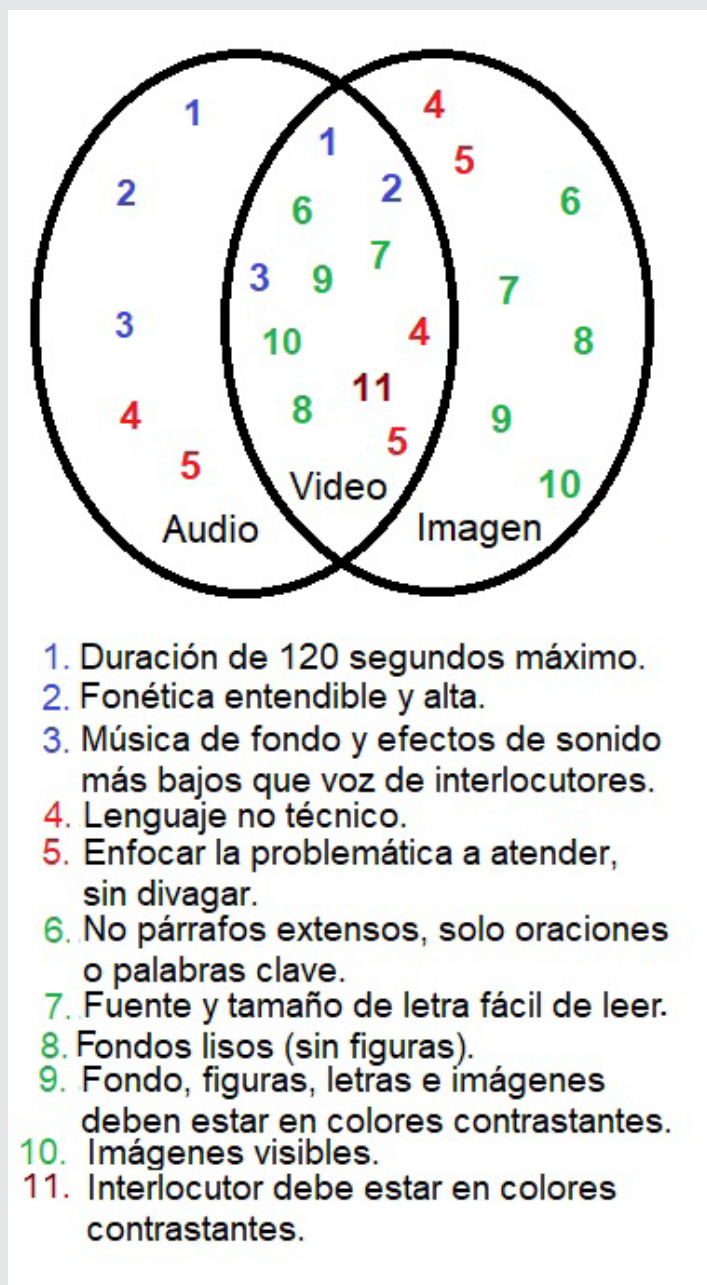 1
4
1
5
2
2
6
6
7
3
9
7
3
10
4
8
11
4
8
9
5
5
10
Video
Audio
Imagen
1. Duración de 120 segundos máximo.
2. Fonética entendible y alta.
3. Música de fondo y efectos de sonido
más bajos que voz de interlocutores.
4. Lenguaje no técnico.
5. Enfocar la problemática a atender,
sin divagar.
6. No párrafos extensos, solo oraciones
o palabras clave.
7. Fuente y tamaño de letra fácil de leer.
8. Fondos lisos (sin figuras).
9. Fondo, figuras, letras e imágenes
deben estar en colores contrastantes.
10. Imágenes visibles.
11. Interlocutor debe estar en colores
contrastantes.